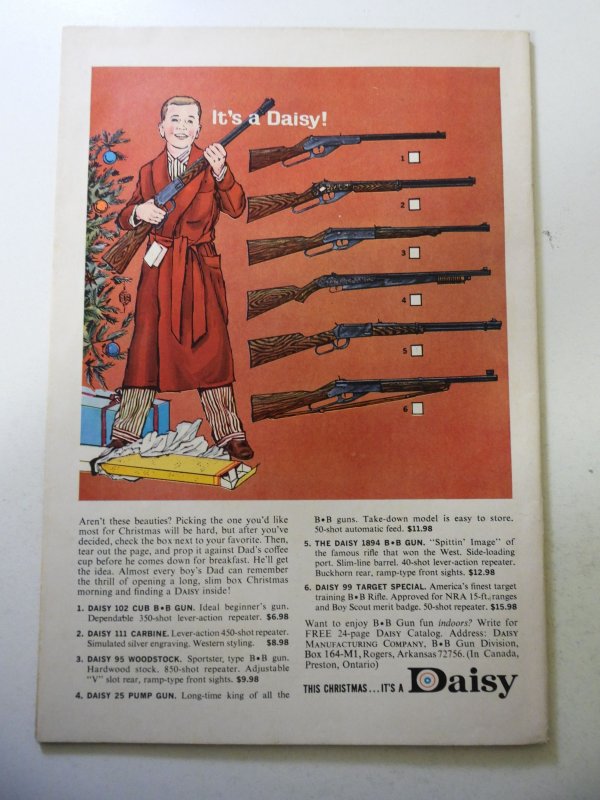 It's a Daisy!
1
2
3
4
5
6
Aren't these beauties? Picking the one you'd like
most for Christmas will be hard, but after you've
decided, check the box next to your favorite. Then,
tear out the page, and prop it against Dad's coffee
cup before he comes down for breakfast. He'll get
the idea. Almost every boy's Dad can remember
the thrill of opening a long, slim box Christmas
morning and finding a DAISY inside!
1. DAISY 102 CUB B•B GUN. Ideal beginner's gun.
Dependable 350-shot lever-action repeater. $6.98
2. DAISY 111 CARBINE. Lever-action 450-shot repeater.
Simulated silver engraving. Western styling. $8.98
3. DAISY 95 WOODSTOCK. Sportster, type B•B gun.
Hardwood stock. 850-shot repeater. Adjustable
"V" slot rear, ramp-type front sights. $9.98
4. DAISY 25 PUMP GUN. Long-time king of all the
B•B guns. Take-down model is easy to store.
50-shot automatic feed. $11.98
5. THE DAISY 1894 B•B GUN. "Spittin' Image" of
the famous rifle that won the West. Side-loading
port. Slim-line barrel. 40-shot lever-action repeater.
Buckhorn rear, ramp-type front sights. $12.98
6. DAISY 99 TARGET SPECIAL. America's finest target
training B•B Rifle. Approved for NRA 15-ft. ranges
and Boy Scout merit badge. 50-shot repeater. $15.98
Want to enjoy B•B Gun fun indoors? Write for
FREE 24-page DAISY Catalog. Address: DAISY
MANUFACTURING COMPANY, B•B Gun Division,
Box 164-M1, Rogers, Arkansas 72756. (In Canada,
Preston, Ontario)
THIS CHRISTMAS...IT'S A Daisy